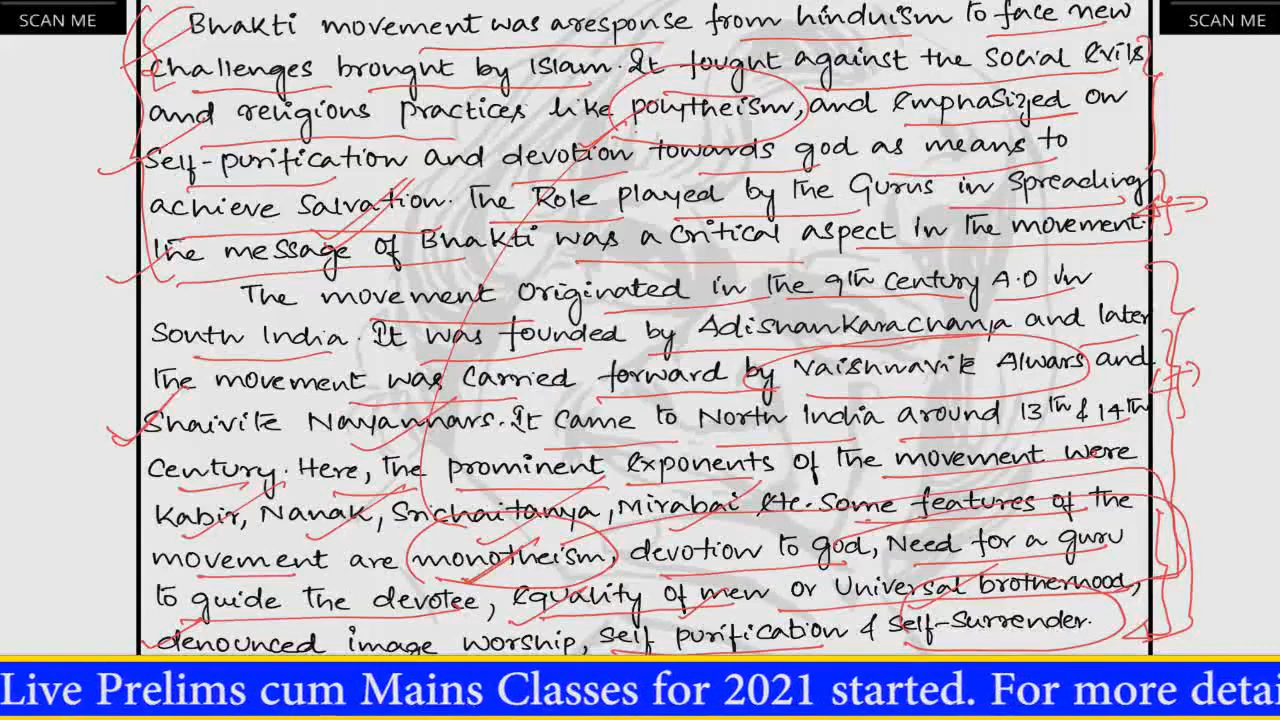 SCAN ME
SCAN ME
Bhakti movement was a response from hinduism to face new
challenges brought by Islam. It fought against the social Evils
and religious practices like polytheism, and emphasized on
Self-purification and devotion towards god as means to
achieve Salvation. The Role played by the Gurus in spreading
the message of Bhakti was a critical aspect in the movement.
The movement originated in the 9th century A.D in
South India. It was founded by Adishankaracharya and later
the movement was carried forward by Vaishnavite Alwars and
Shaivite Nayannars. It came to North India around 13th & 14th
century. Here, the prominent exponents of the movement were
Kabir, Nanak, Srichaitanya, Mirabai etc. Some features of the
movement are monotheism, devotion to god, Need for a guru
to guide the devotee, equality of men or Universal brotherhood,
denounced image worship, self purification & self-surrender.
Live Prelims cum Mains Classes for 2021 started. For more detai